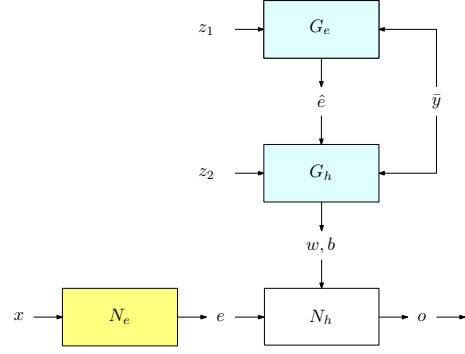 z₁ G_e
ê ȳ
z₂ G_h
w, b
x N_e e N_h o